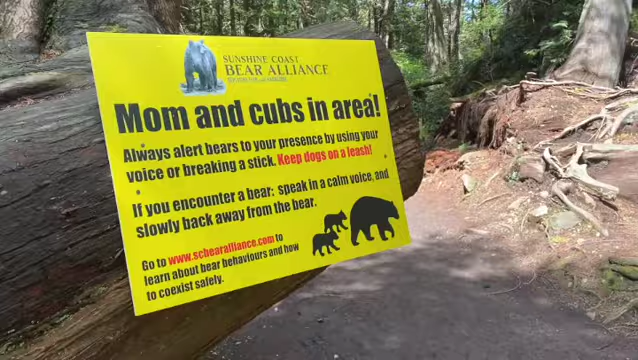 SUNSHINE COAST
BEAR ALLIANCE
Mom and cubs in area!
Always alert bears to your presence by using your
voice or breaking a stick. Keep dogs on a leash!
If you encounter a bear: speak in a calm voice, and
slowly back away from the bear.
Go to www.scbearalliance.com to
learn about bear behaviours and how
to coexist safely.